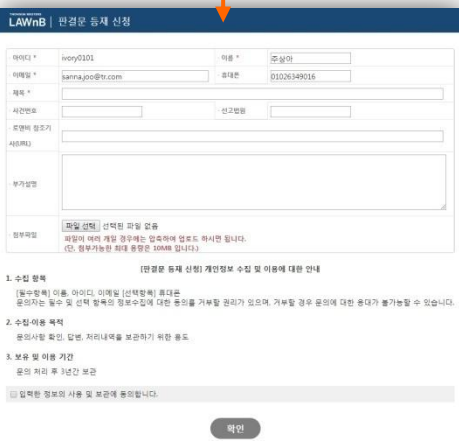 LAWnB | 판결문 등재 신청
아이디 * ivory0101 이름 * 주상아
이메일 * sanna.joo@tr.com 휴대폰 01026349016
제목 *
사건번호 선고법원
로앤비 참조기
사(URL)
부가설명
첨부파일 파일 선택 선택된 파일 없음
파일이 여러 개일 경우에는 압축하여 업로드 하시면 됩니다.
(단, 첨부가능한 최대 용량은 10MB 입니다.)
[판결문 등재 신청] 개인정보 수집 및 이용에 대한 안내
1. 수집 항목
[필수항목] 이름, 아이디, 이메일 [선택항목] 휴대폰
문의자는 필수 및 선택 항목의 정보수집에 대한 동의를 거부할 권리가 있으며, 거부할 경우 문의에 대한 응대가 불가능할 수 있습니다.
2. 수집·이용 목적
문의사항 확인, 답변, 처리내역을 보관하기 위한 용도
3. 보유 및 이용 기간
문의 처리 후 3년간 보관
입력한 정보의 사용 및 보관에 동의합니다.
확인